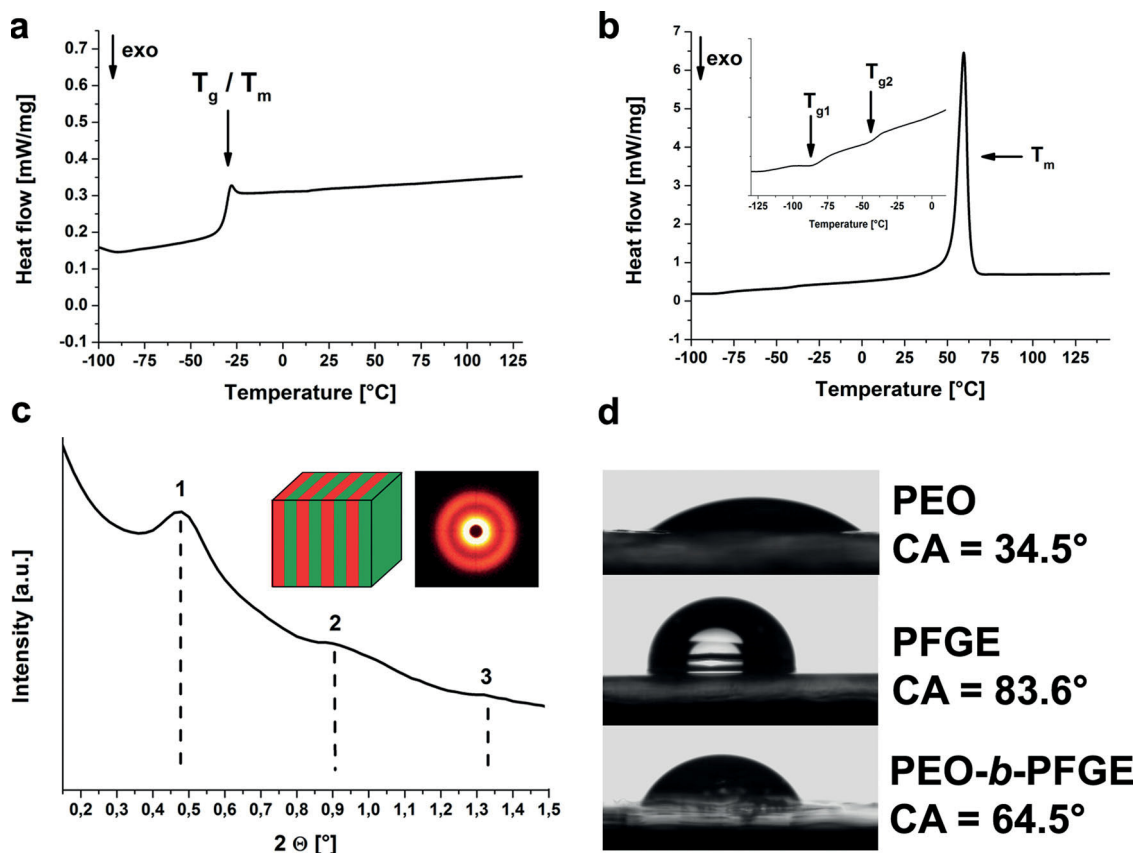 a
exo
Tg / Tm
0.7
0.6
0.5
0.4
0.3
0.2
0.1
0.0
-0.1
Heat flow [mW/mg]
-100 -75 -50 -25 0 25 50 75 100 125
Temperature [°C]
b
exo
Tg1
Tg2
Tm
7
6
5
4
3
2
1
0
-1
Heat flow [mW/mg]
-125 -100 -75 -50 -25 0
Temperature [°C]
-100 -75 -50 -25 0 25 50 75 100 125
Temperature [°C]
c
1
2
3
Intensity [a.u.]
0,2 0,3 0,4 0,5 0,6 0,7 0,8 0,9 1,0 1,1 1,2 1,3 1,4 1,5
2 Θ [°]
d
PEO
CA = 34.5°
PFGE
CA = 83.6°
PEO-b-PFGE
CA = 64.5°